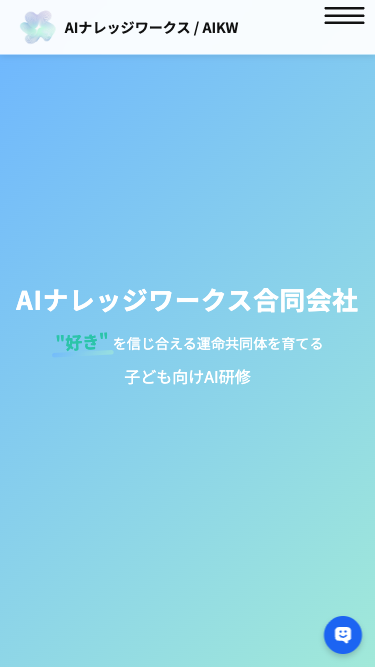 AIナレッジワークス / AIKW
AIナレッジワークス合同会社
"好き"を信じ合える運命共同体を育てる
子ども向けAI研修